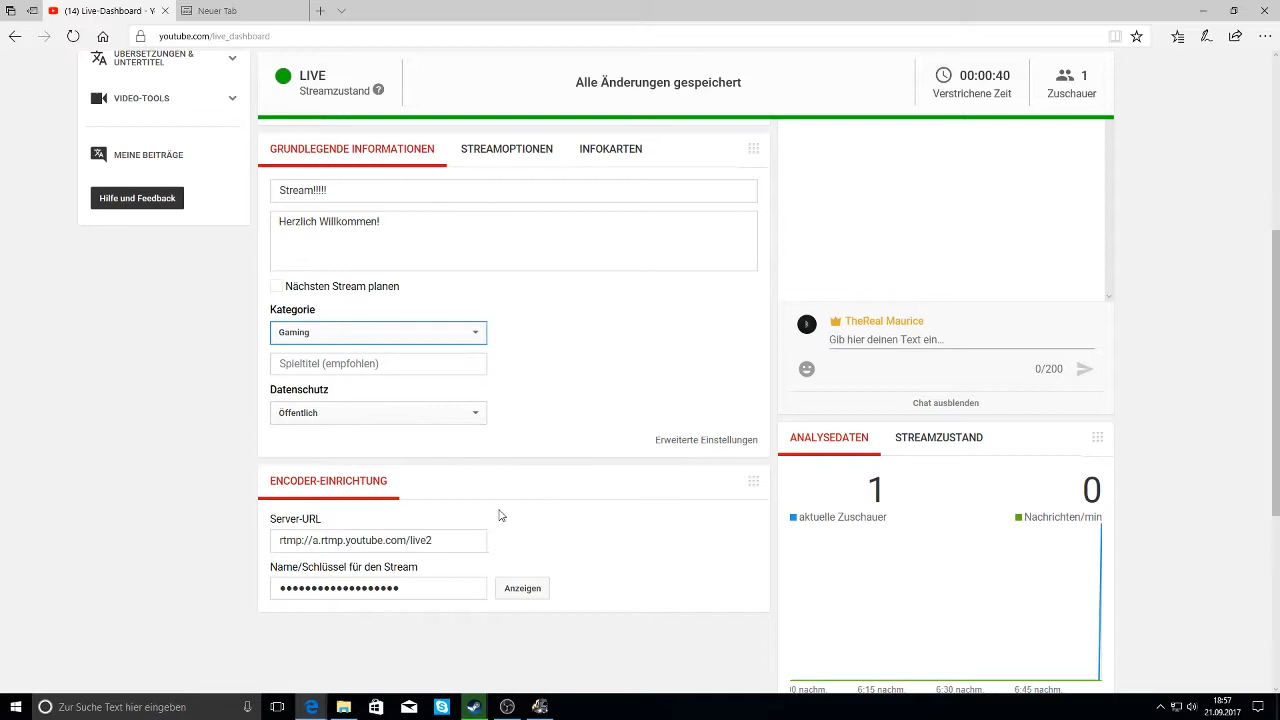 (14) Live-Dashboard - Y
Neuer Tab
youtube.com/live_dashboard
ÜBERSETZUNGEN &
UNTERTITEL
VIDEO-TOOLS
MEINE BEITRÄGE
Hilfe und Feedback
LIVE
Streamzustand ?
Alle Änderungen gespeichert
00:00:40
Verstrichene Zeit
1
Zuschauer
GRUNDLEGENDE INFORMATIONEN
STREAMOPTIONEN
INFOKARTEN
Stream!!!!!
Herzlich Willkommen!
Nächsten Stream planen
Kategorie
Gaming
Spieltitel (empfohlen)
Datenschutz
Öffentlich
Erweiterte Einstellungen
ENCODER-EINRICHTUNG
Server-URL
rtmp://a.rtmp.youtube.com/live2
Name/Schlüssel für den Stream
•••••••••••••••••••
Anzeigen
TheReal Maurice
Gib hier deinen Text ein...
0/200
Chat ausblenden
ANALYSEDATEN
STREAMZUSTAND
1
0
aktuelle Zuschauer
Nachrichten/min
00 nachm.
6:15 nachm.
6:30 nachm.
6:45 nachm.
Zur Suche Text hier eingeben
18:57
21.09.2017